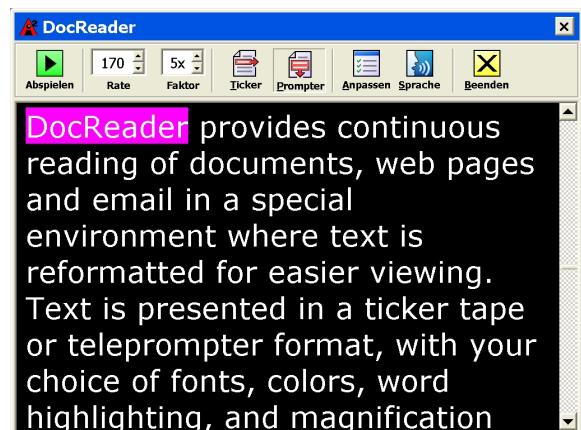 DocReader
170 5x
Abspielen Rate Faktor Ticker Prompter Anpassen Sprache Beenden
DocReader provides continuous
reading of documents, web pages
and email in a special
environment where text is
reformatted for easier viewing.
Text is presented in a ticker tape
or teleprompter format, with your
choice of fonts, colors, word
highlighting, and magnification